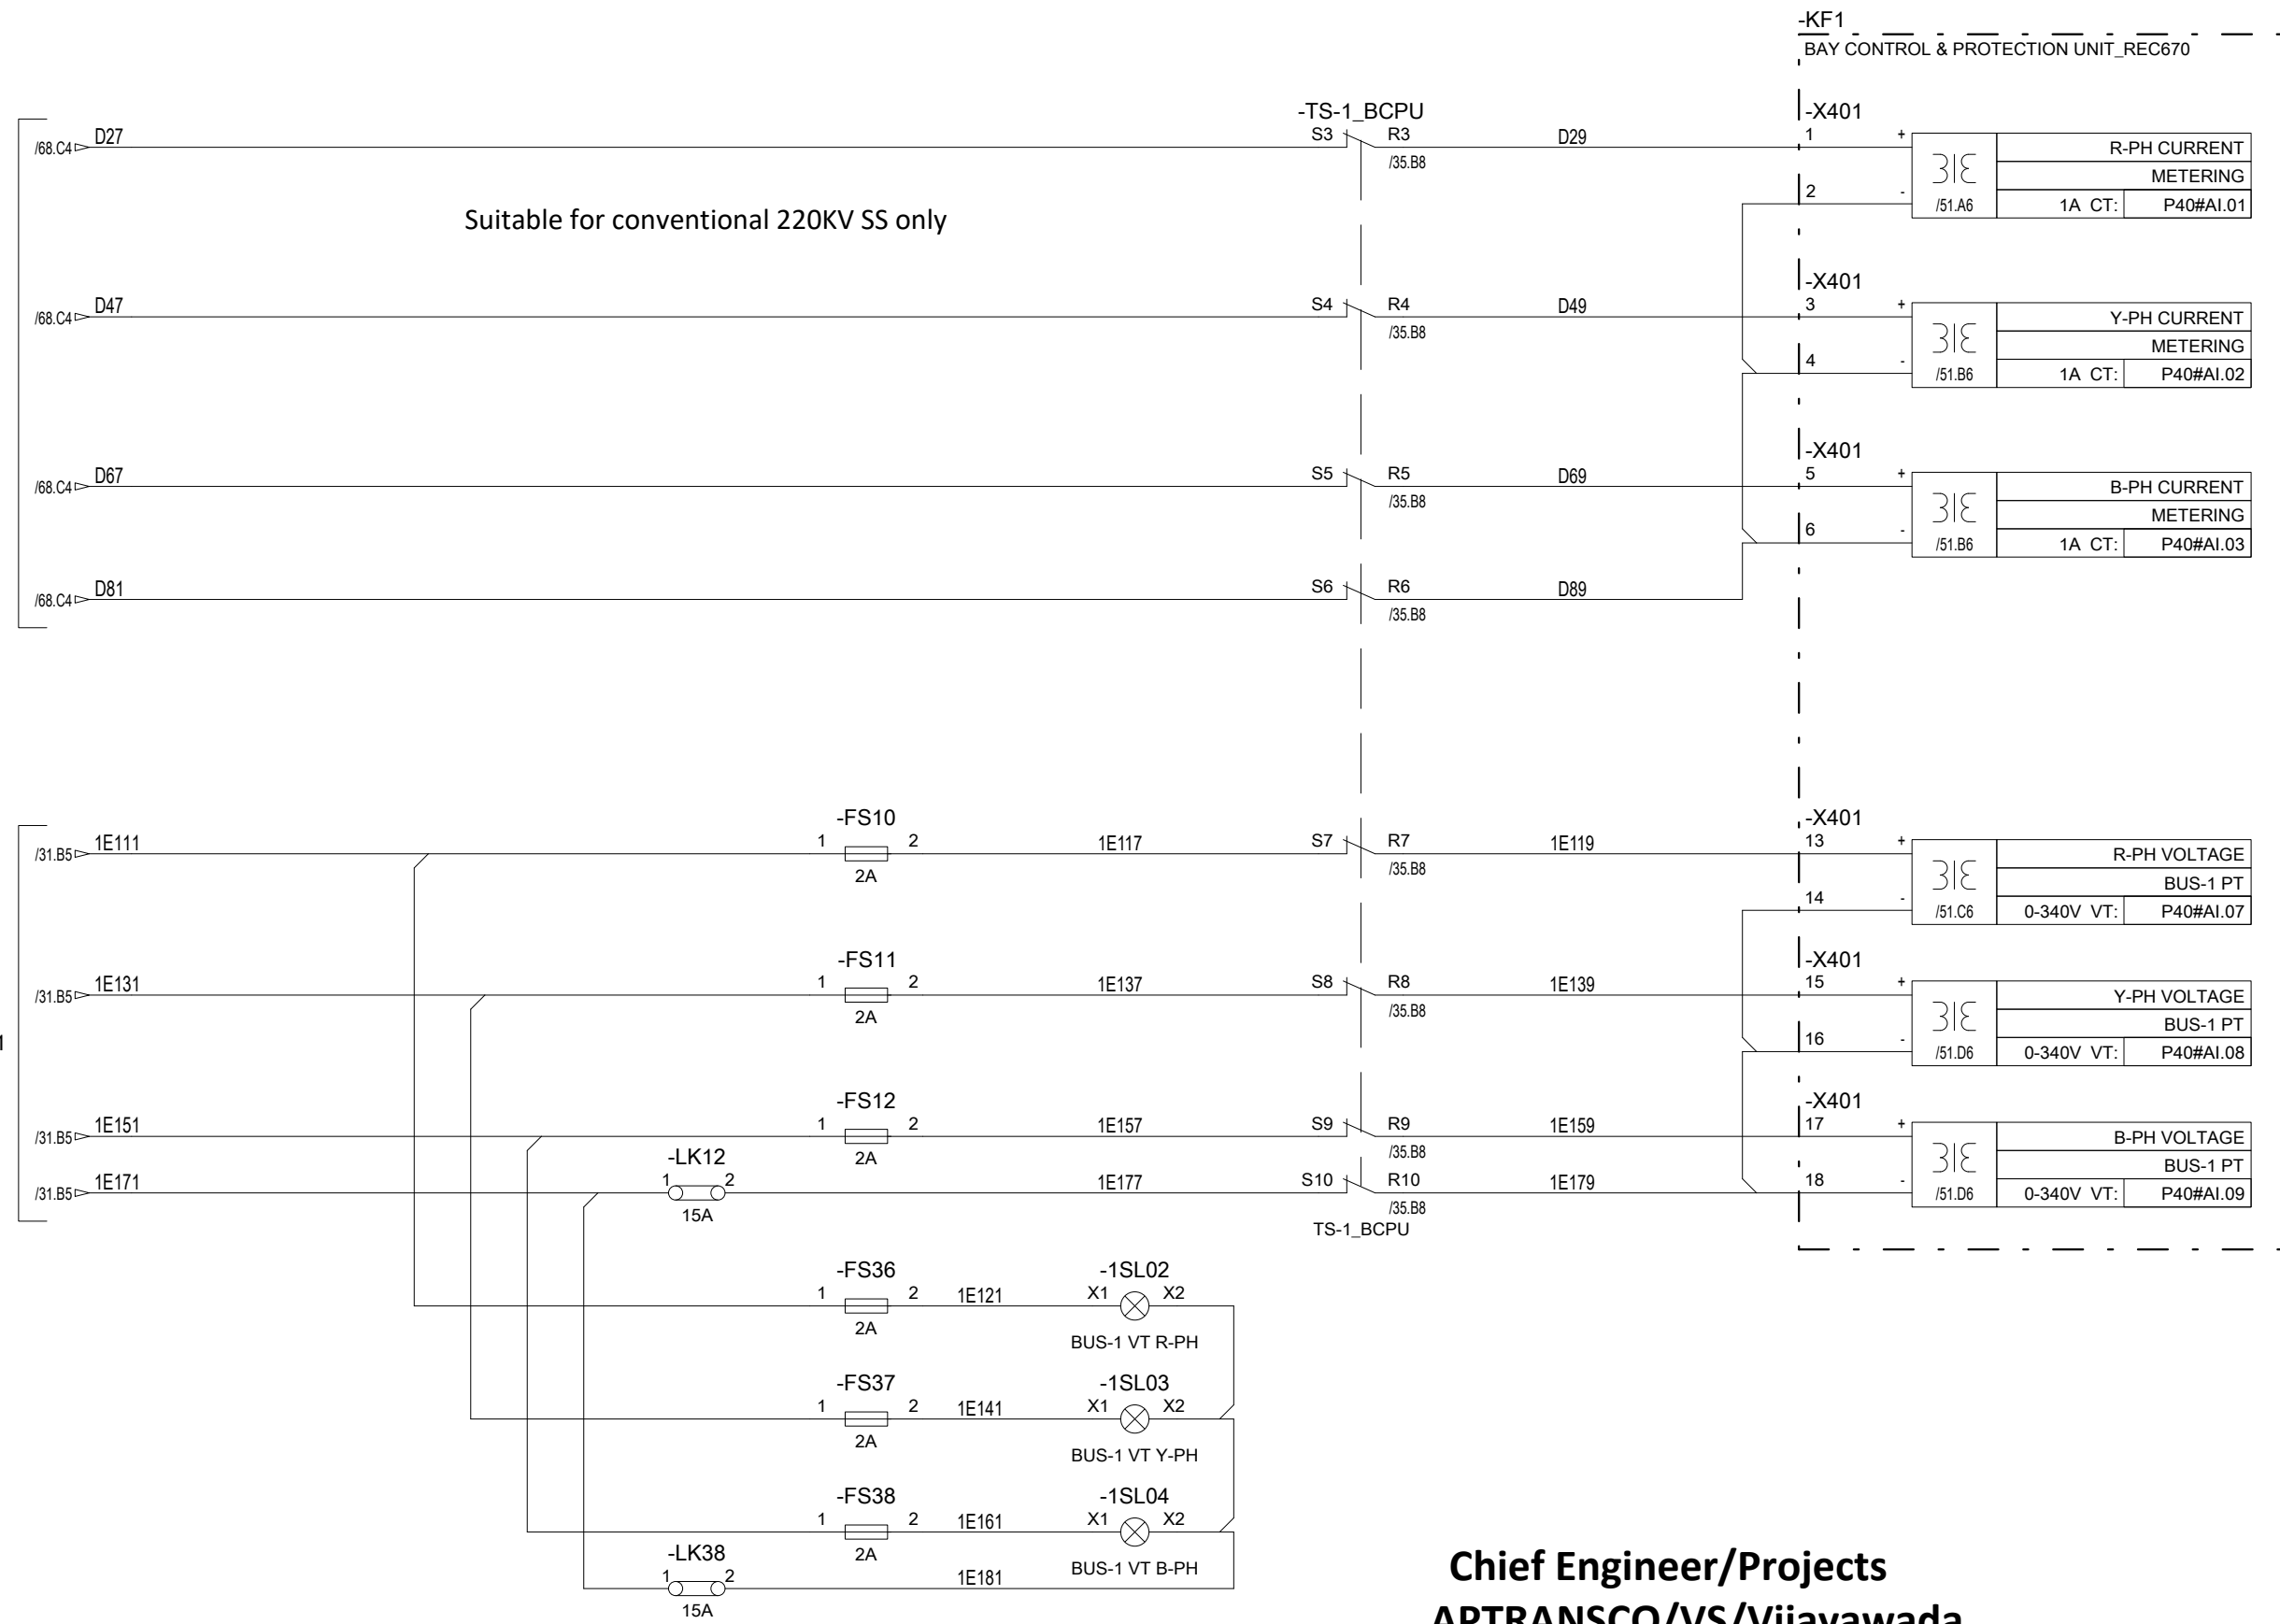 -KF1
BAY CONTROL & PROTECTION UNIT_REC670
-TS-1_BCPU
-X401
/68.C4 D27 S3 R3 D29 1 +
/35.B8
R-PH CURRENT
METERING
2 -
/51.A6 1A CT: P40#AI.01
Suitable for conventional 220KV SS only
-X401
/68.C4 D47 S4 R4 D49 3 +
/35.B8
Y-PH CURRENT
METERING
4 -
/51.B6 1A CT: P40#AI.02
-X401
/68.C4 D67 S5 R5 D69 5 +
/35.B8
B-PH CURRENT
METERING
6 -
/51.B6 1A CT: P40#AI.03
/68.C4 D81 S6 R6 D89
/35.B8
-FS10 -X401
/31.B5 1E111 1 2 1E117 S7 R7 1E119 13 +
2A /35.B8
R-PH VOLTAGE
BUS-1 PT
14 -
/51.C6 0-340V VT: P40#AI.07
-FS11 -X401
/31.B5 1E131 1 2 1E137 S8 R8 1E139 15 +
2A /35.B8
Y-PH VOLTAGE
BUS-1 PT
16 -
/51.D6 0-340V VT: P40#AI.08
-FS12 -X401
/31.B5 1E151 1 2 1E157 S9 R9 1E159 17 +
2A /35.B8
B-PH VOLTAGE
BUS-1 PT
-LK12
/31.B5 1E171 1 2 1E177 S10 R10 1E179 18 -
15A /35.B8
/51.D6 0-340V VT: P40#AI.09
TS-1_BCPU
-FS36 -1SL02
1 2 1E121 X1 X2
2A BUS-1 VT R-PH
-FS37 -1SL03
1 2 1E141 X1 X2
2A BUS-1 VT Y-PH
-FS38 -1SL04
1 2 1E161 X1 X2
2A BUS-1 VT B-PH
-LK38
1 2 1E181
15A
Chief Engineer/Projects
APTRANSCO/VS/Vijayawada